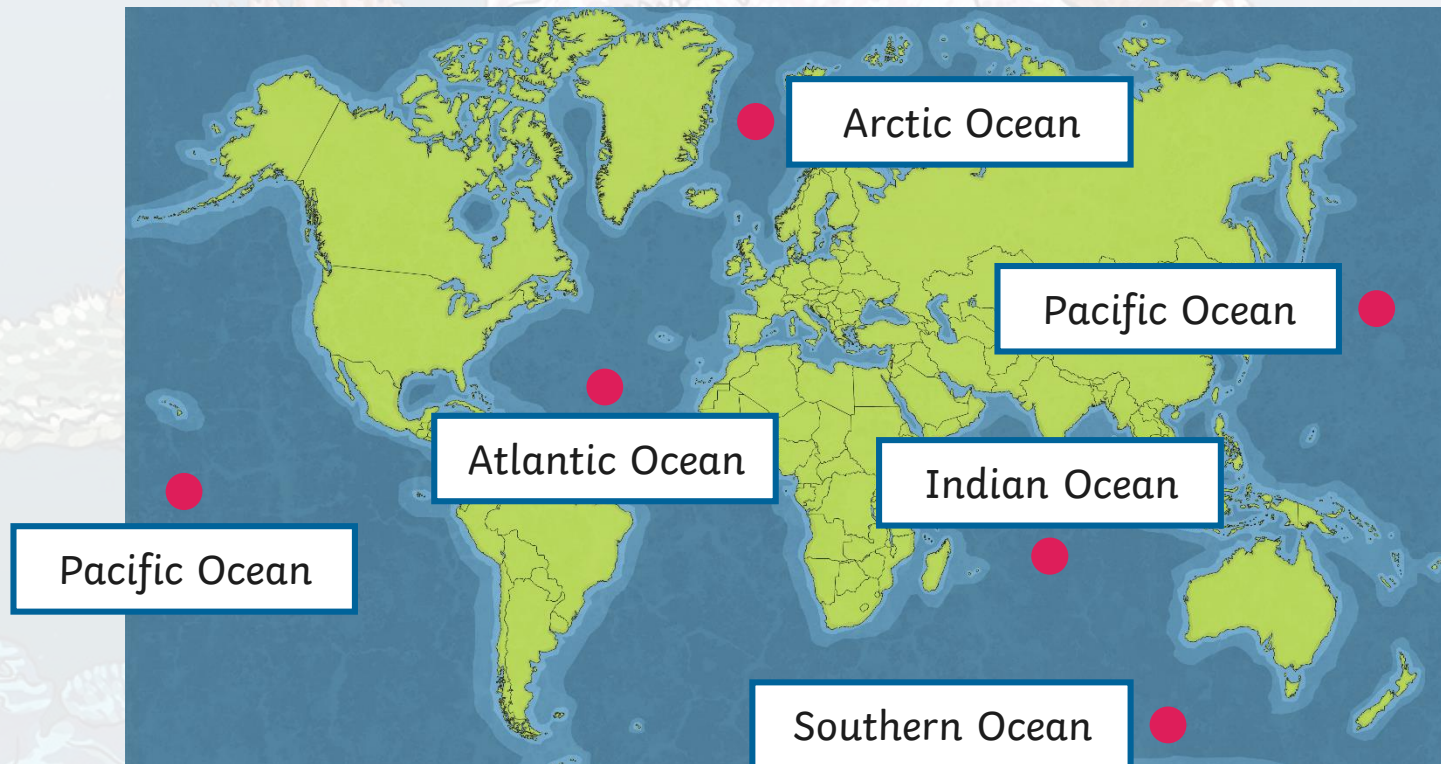 Arctic Ocean
Pacific Ocean
Atlantic Ocean
Indian Ocean
Pacific Ocean
Southern Ocean